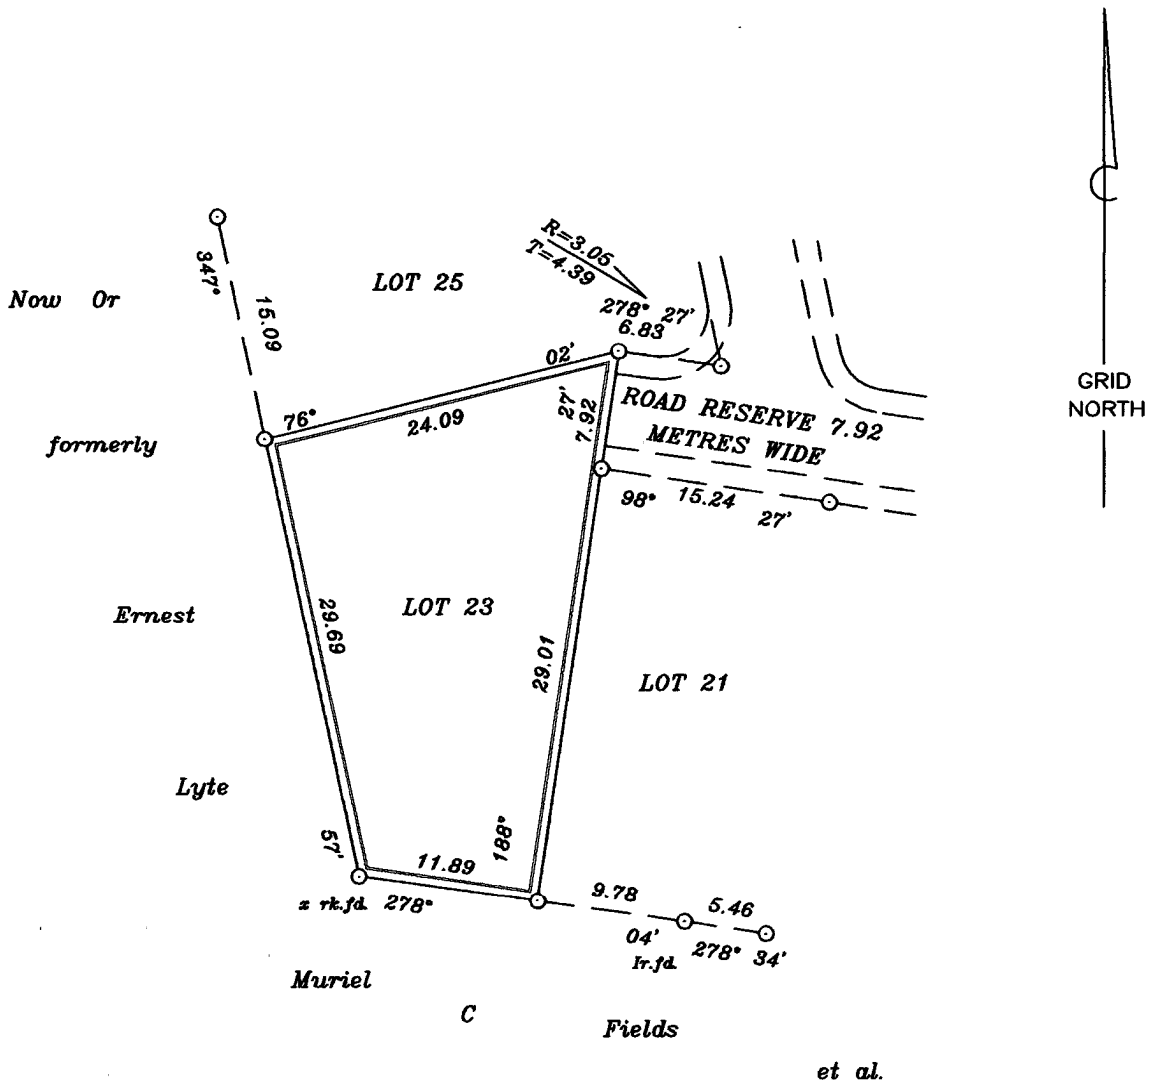 R=3.05
T=4.39
LOT 25
347°
15.09
Now Or
278° 27'
6.83
02'
76°
24.09
27'
7.92
ROAD RESERVE 7.92
METRES WIDE
GRID
NORTH
formerly
98° 15.24 27'
Ernest
29.69
LOT 23
29.01
LOT 21
Lyte
57'
188°
11.89
x rk.fd. 278°
9.78
5.46
04'
278° 34'
Ir.fd.
Muriel
C
Fields
et al.